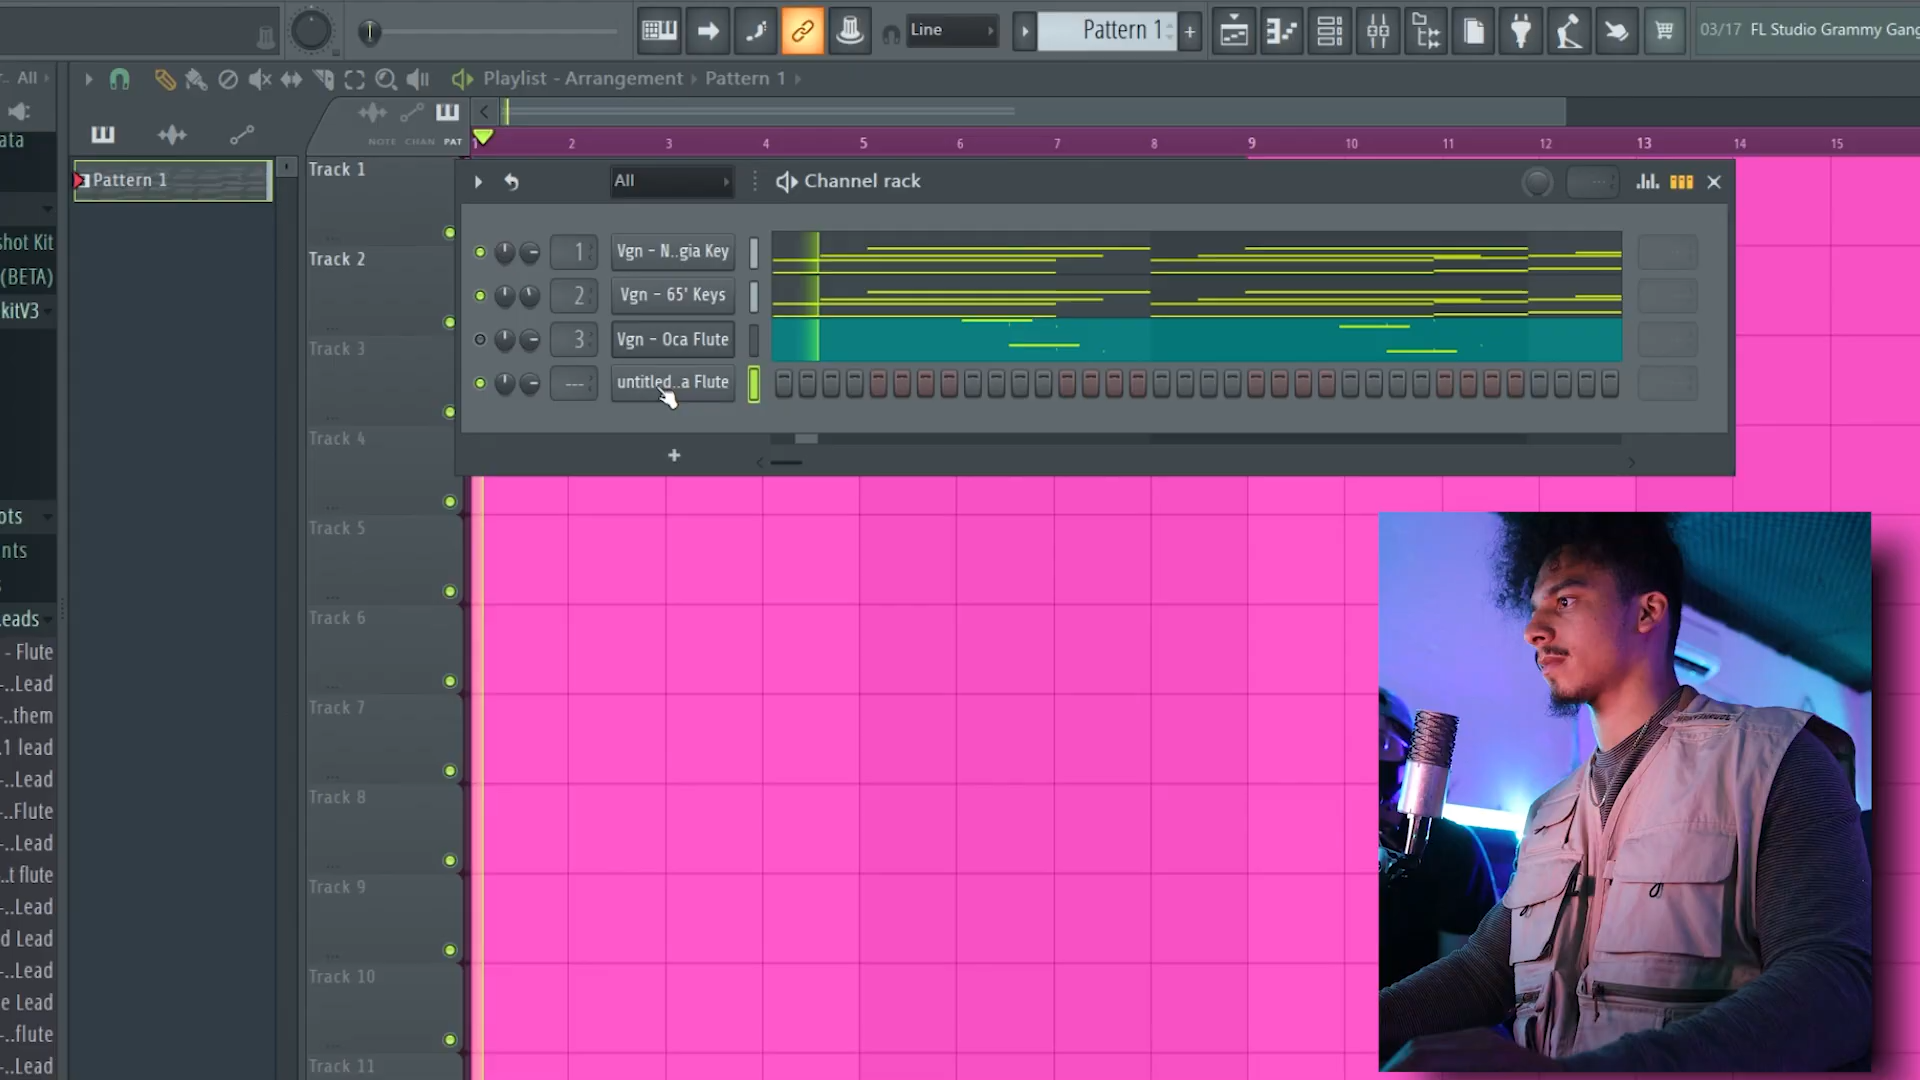 Line
Pattern 1
+
03/17 FL Studio Grammy Gang
All
Playlist - Arrangement › Pattern 1 ›
NOTE CHAN PAT
1 2 3 4 5 6 7 8 9 10 11 12 13 14 15
Pattern 1
Track 1
Track 2
Track 3
Track 4
Track 5
Track 6
Track 7
Track 8
Track 9
Track 10
Track 11
All
Channel rack
1 Vgn - N..gia Key
2 Vgn - 65' Keys
3 Vgn - Oca Flute
--- untitled..a Flute
+
ata
shot Kit
(BETA)
kitV3
ots
nts
eads
- Flute
-..Lead
-..them
.1 lead
-..Lead
-..Flute
-..Lead
..t flute
-..Lead
d Lead
-..Lead
e Lead
-..flute
-..Lead